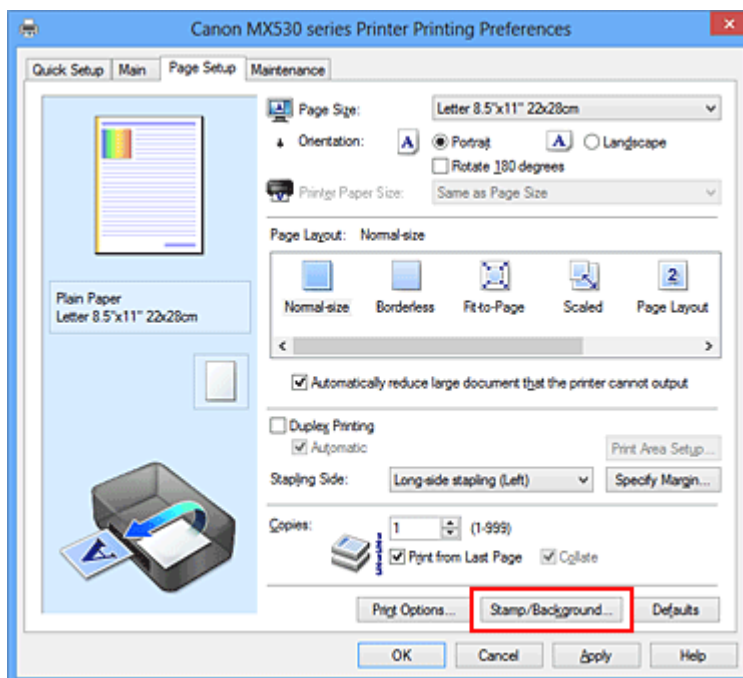 Canon MX530 series Printer Printing Preferences
Quick Setup Main Page Setup Maintenance
Page Size: Letter 8.5"x11" 22x28cm
Orientation: A Portrait A Landscape
Rotate 180 degrees
Printer Paper Size: Same as Page Size
Page Layout: Normal-size
Normal-size Borderless Fit-to-Page Scaled Page Layout
2
Plain Paper
Letter 8.5"x11" 22x28cm
Automatically reduce large document that the printer cannot output
Duplex Printing
Automatic
Print Area Setup...
Stapling Side: Long-side stapling (Left) Specify Margin...
Copies: 1 (1-999)
Print from Last Page Collate
A
Print Options... Stamp/Background... Defaults
OK Cancel Apply Help